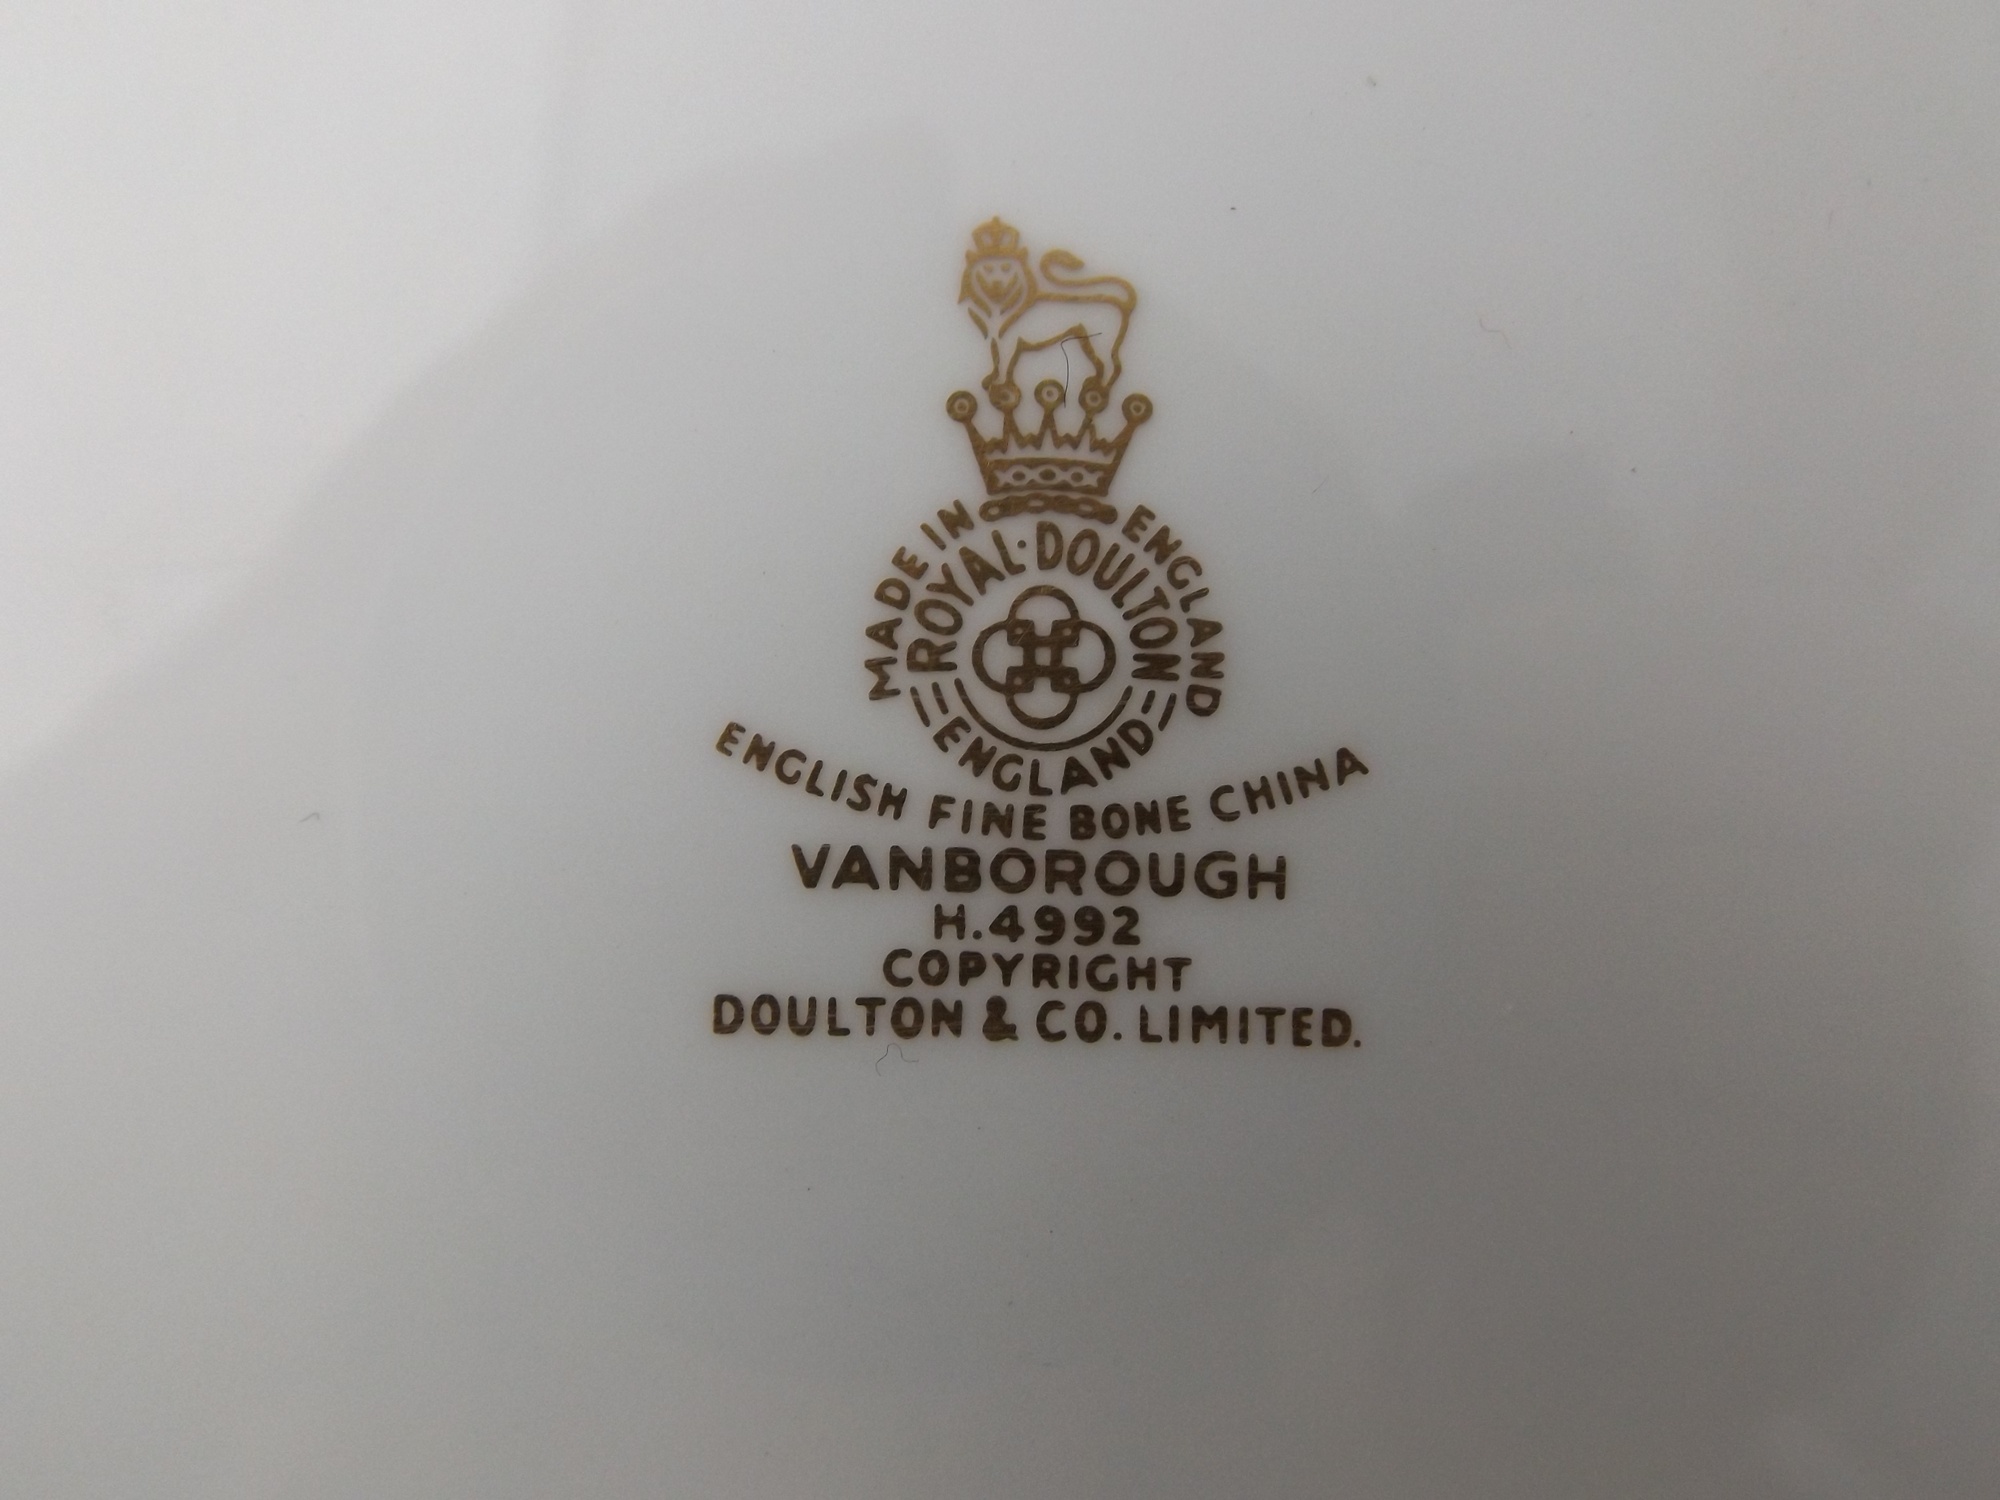 MADE IN ENGLAND
ROYAL·DOULTON
ENGLAND
ENGLISH FINE BONE CHINA
VANBOROUGH
H.4992
COPYRIGHT
DOULTON & CO. LIMITED.